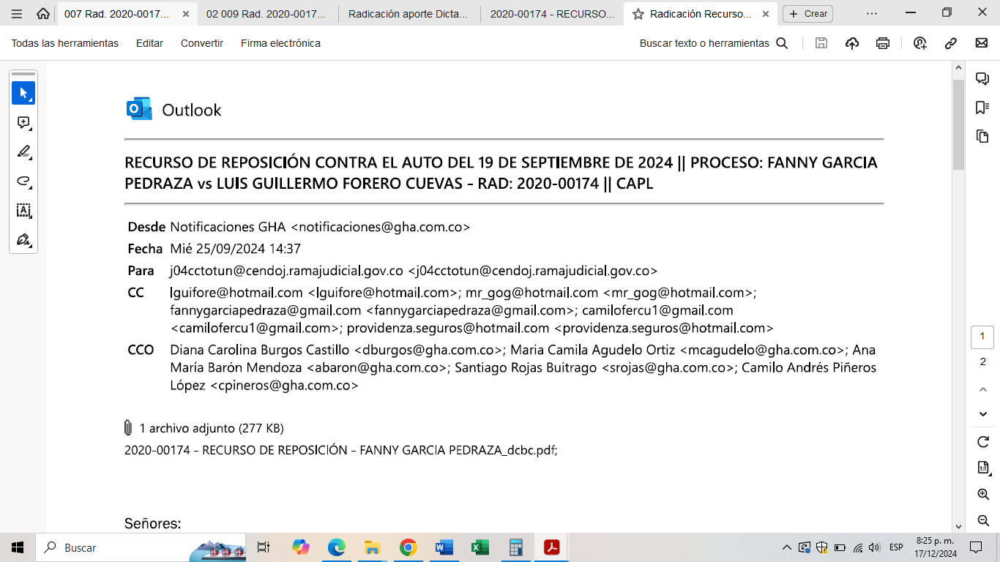 007 Rad. 2020-0017...
02 009 Rad. 2020-0017...
Radicación aporte Dicta...
2020-00174 - RECURSO...
Radicación Recurso...
Crear
Todas las herramientas
Editar
Convertir
Firma electrónica
Buscar texto o herramientas
Outlook
RECURSO DE REPOSICIÓN CONTRA EL AUTO DEL 19 DE SEPTIEMBRE DE 2024 || PROCESO: FANNY GARCIA
PEDRAZA vs LUIS GUILLERMO FORERO CUEVAS - RAD: 2020-00174 || CAPL
Desde Notificaciones GHA <notificaciones@gha.com.co>
Fecha Mié 25/09/2024 14:37
Para j04cctotun@cendoj.ramajudicial.gov.co <j04cctotun@cendoj.ramajudicial.gov.co>
CC lguifore@hotmail.com <lguifore@hotmail.com>; mr_gog@hotmail.com <mr_gog@hotmail.com>;
fannygarciapedraza@gmail.com <fannygarciapedraza@gmail.com>; camilofercu1@gmail.com
<camilofercu1@gmail.com>; providenza.seguros@hotmail.com <providenza.seguros@hotmail.com>
CCO Diana Carolina Burgos Castillo <dburgos@gha.com.co>; Maria Camila Agudelo Ortiz <mcagudelo@gha.com.co>; Ana
María Barón Mendoza <abaron@gha.com.co>; Santiago Rojas Buitrago <srojas@gha.com.co>; Camilo Andrés Piñeros
López <cpineros@gha.com.co>
1 archivo adjunto (277 KB)
2020-00174 - RECURSO DE REPOSICIÓN - FANNY GARCIA PEDRAZA_dcbc.pdf;
Señores:
1
2
Buscar
ESP
8:25 p. m.
17/12/2024